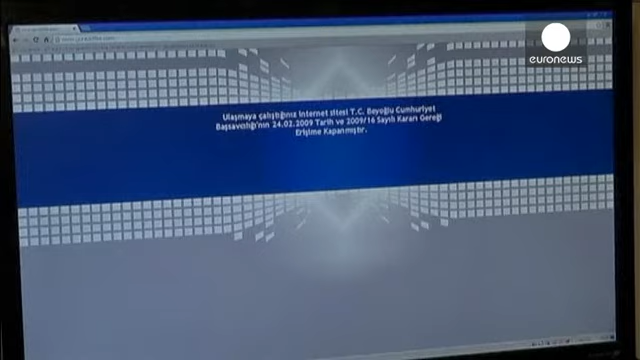 euronews
Ulaşmaya çalıştığınız internet sitesi T.C. Beyoğlu Cumhuriyet
Başsavcılığı'nın 24.02.2009 Tarih ve 2009/16 Sayılı Kararı Gereği
Erişime Kapanmıştır.